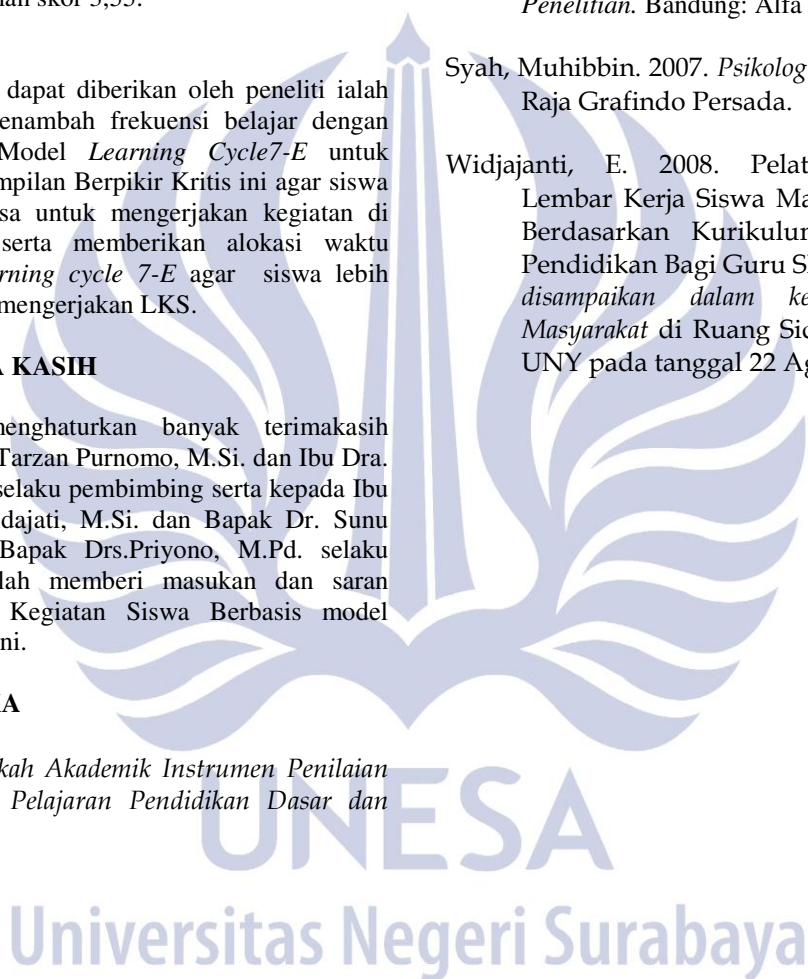 skor 3,55.
dapat diberikan oleh peneliti ialah
enambah frekuensi belajar dengan
Model Learning Cycle7-E untuk
mpilan Berpikir Kritis ini agar siswa
sa untuk mengerjakan kegiatan di
serta memberikan alokasi waktu
rning cycle 7-E agar siswa lebih
mengerjakan LKS.
A KASIH
menghaturkan banyak terimakasih
Tarzan Purnomo, M.Si. dan Ibu Dra.
selaku pembimbing serta kepada Ibu
dajati, M.Si. dan Bapak Dr. Sunu
Bapak Drs.Priyono, M.Pd. selaku
lah memberi masukan dan saran
Kegiatan Siswa Berbasis model
ni.
KA
kah Akademik Instrumen Penilaian
Pelajaran Pendidikan Dasar dan
Penelitian. Bandung: Alfa
Syah, Muhibbin. 2007. Psikolog
Raja Grafindo Persada.
Widjajanti, E. 2008. Pelat
Lembar Kerja Siswa Ma
Berdasarkan Kurikulum
Pendidikan Bagi Guru S
disampaikan dalam ke
Masyarakat di Ruang Sid
UNY pada tanggal 22 Ag
UNESA
Universitas Negeri Surabaya